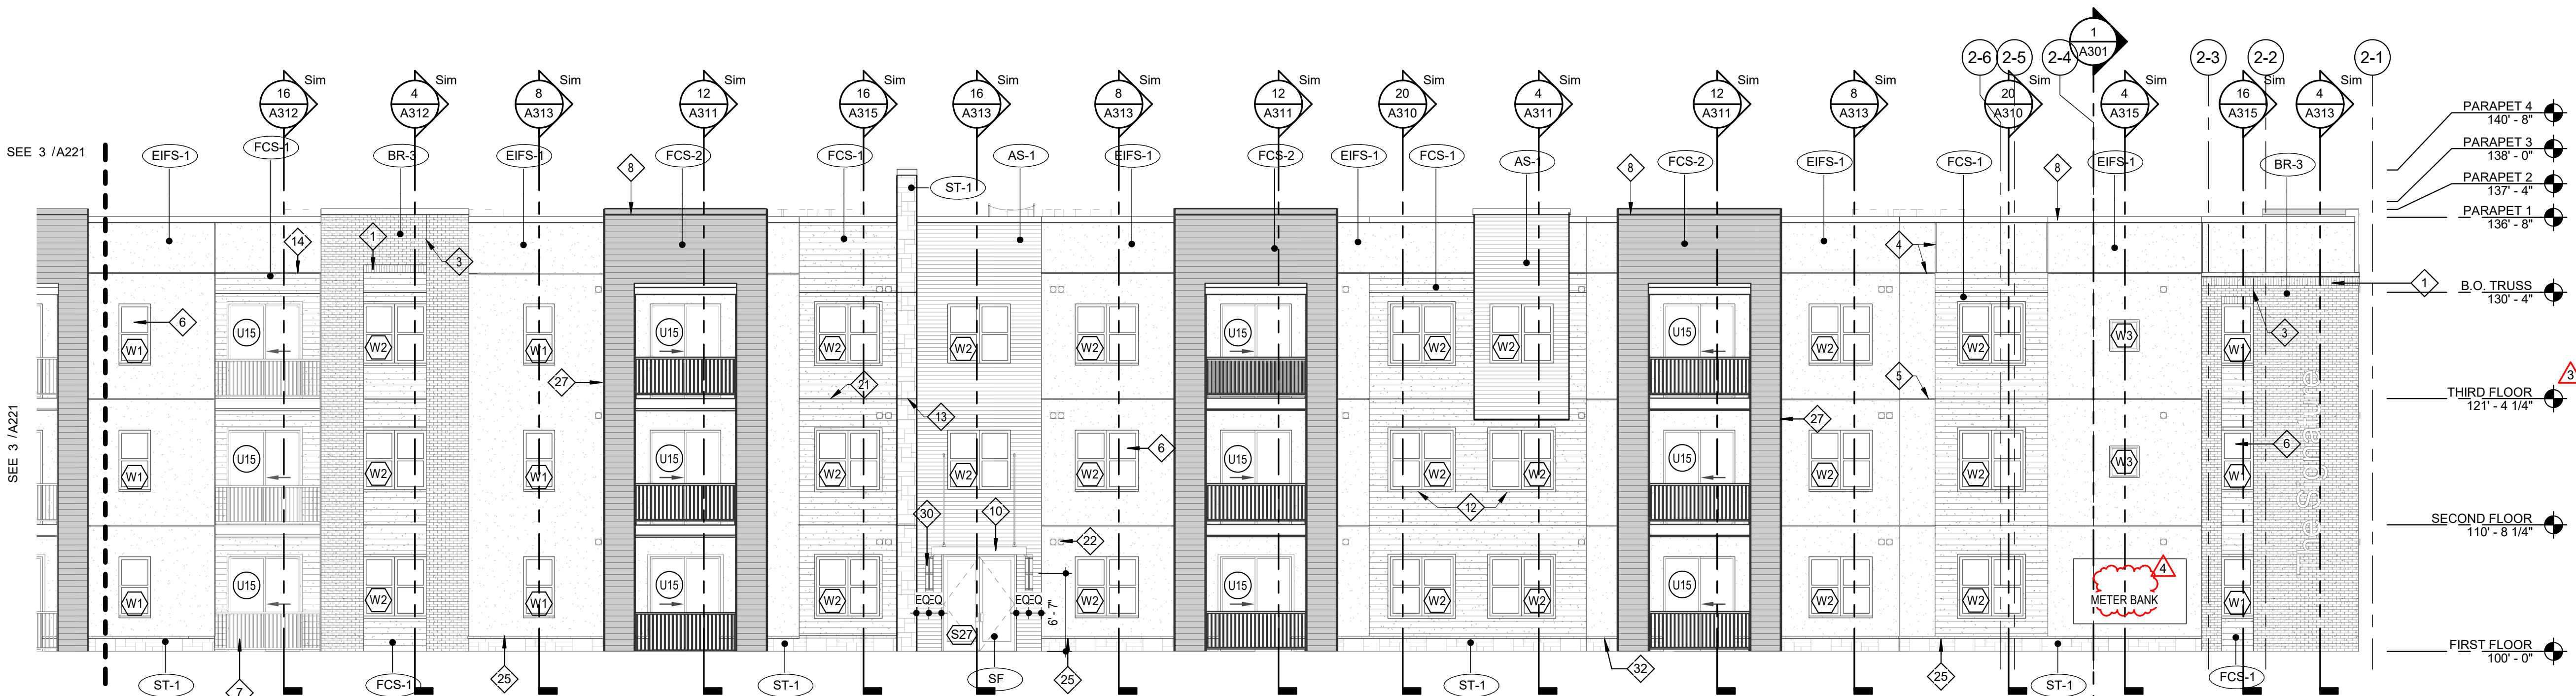 1
A301
2-6
2-5
2-4
2-3
2-2
2-1
16
A312
Sim
4
A312
Sim
8
A313
Sim
12
A311
Sim
16
A315
Sim
16
A313
Sim
8
A313
Sim
12
A311
Sim
20
A310
Sim
4
A311
Sim
12
A311
Sim
8
A313
Sim
20
A310
Sim
4
A315
Sim
16
A315
Sim
4
A313
Sim
SEE 3 /A221
EIFS-1
FCS-1
BR-3
EIFS-1
8
FCS-2
FCS-1
ST-1
AS-1
EIFS-1
FCS-2
EIFS-1
FCS-1
AS-1
8
FCS-2
EIFS-1
FCS-1
8
EIFS-1
BR-3
PARAPET 4
140' - 8"
PARAPET 3
138' - 0"
PARAPET 2
137' - 4"
PARAPET 1
136' - 8"
14
1
3
4
1
B.O. TRUSS
130' - 4"
6
3
W1
U15
W2
W1
U15
W2
W2
W2
U15
W2
W2
U15
W2
W2
W3
W1
27
21
13
5
27
3
THIRD FLOOR
121' - 4 1/4"
SEE 3 /A221
6
6
W1
U15
W2
W1
U15
W2
W2
W2
U15
W2
W2
U15
W2
W2
W3
W1
The Signature
12
30
10
22
SECOND FLOOR
110' - 8 1/4"
W1
U15
W2
W1
U15
W2
EQ
EQ
EQ
EQ
6' - 7"
W2
U15
W2
W2
U15
W2
W2
4
METER BANK
W1
S27
FIRST FLOOR
100' - 0"
ST-1
7
FCS-1
25
ST-1
SF
25
ST-1
32
25
ST-1
FCS-1